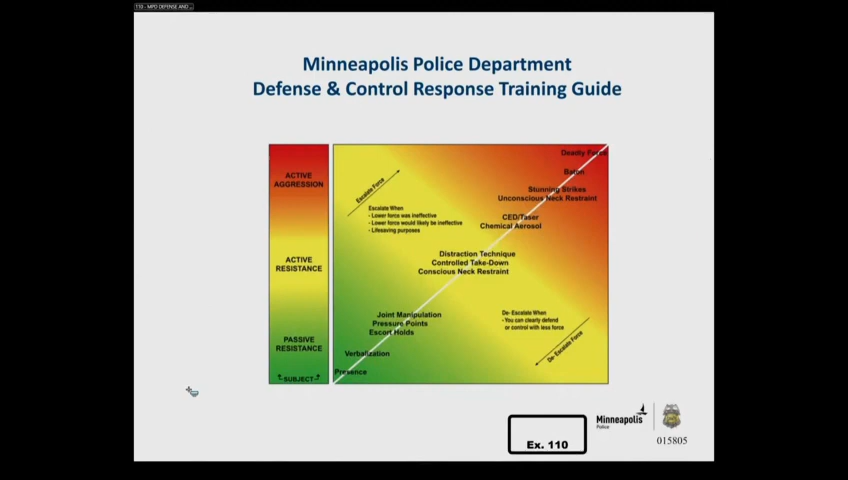 110 - MPD DEFENSE AND ...
Minneapolis Police Department
Defense & Control Response Training Guide
ACTIVE
AGGRESSION
ACTIVE
RESISTANCE
PASSIVE
RESISTANCE
SUBJECT
Escalate Force
Escalate When
- Lower force was ineffective
- Lower force would likely be ineffective
- Lifesaving purposes
Deadly Force
Baton
Stunning Strikes
Unconscious Neck Restraint
CED/Taser
Chemical Aerosol
Distraction Technique
Controlled Take-Down
Conscious Neck Restraint
Joint Manipulation
Pressure Points
Escort Holds
Verbalization
Presence
De- Escalate When
- You can clearly defend
or control with less force
De-Escalate Force
Ex. 110
Minneapolis
Police
015805